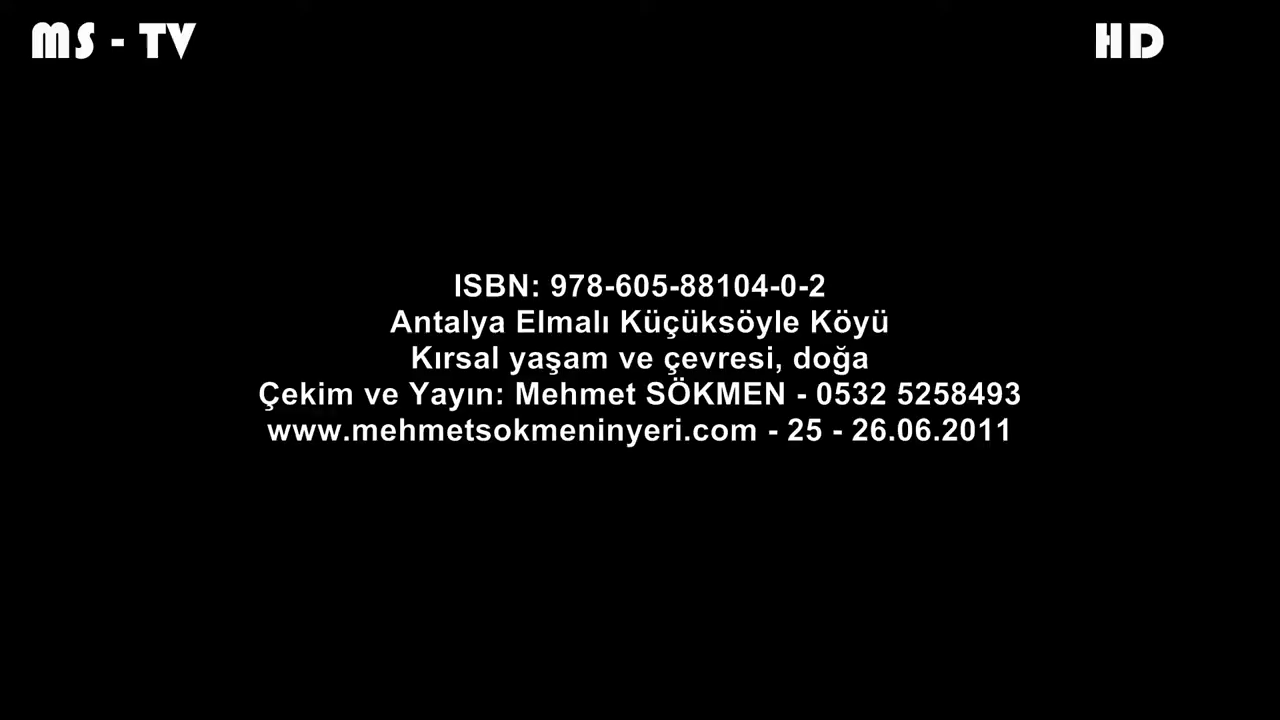 MS - TV
HD
ISBN: 978-605-88104-0-2
Antalya Elmalı Küçüksöyle Köyü
Kırsal yaşam ve çevresi, doğa
Çekim ve Yayın: Mehmet SÖKMEN - 0532 5258493
www.mehmetsokmeninyeri.com - 25 - 26.06.2011